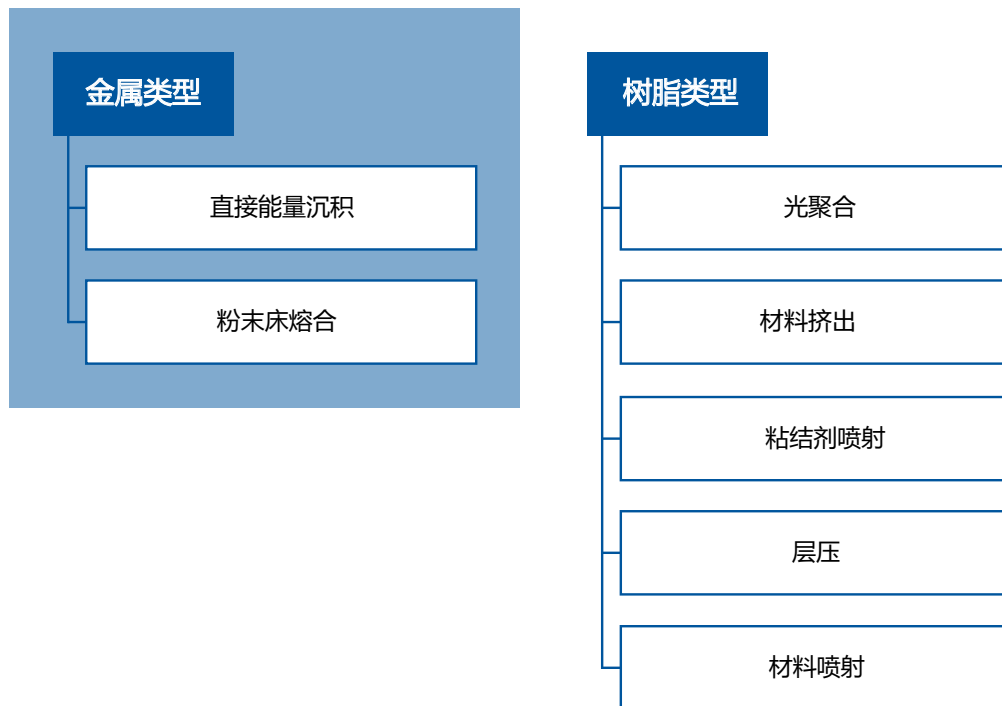 金属类型
直接能量沉积
粉末床熔合
树脂类型
光聚合
材料挤出
粘结剂喷射
层压
材料喷射